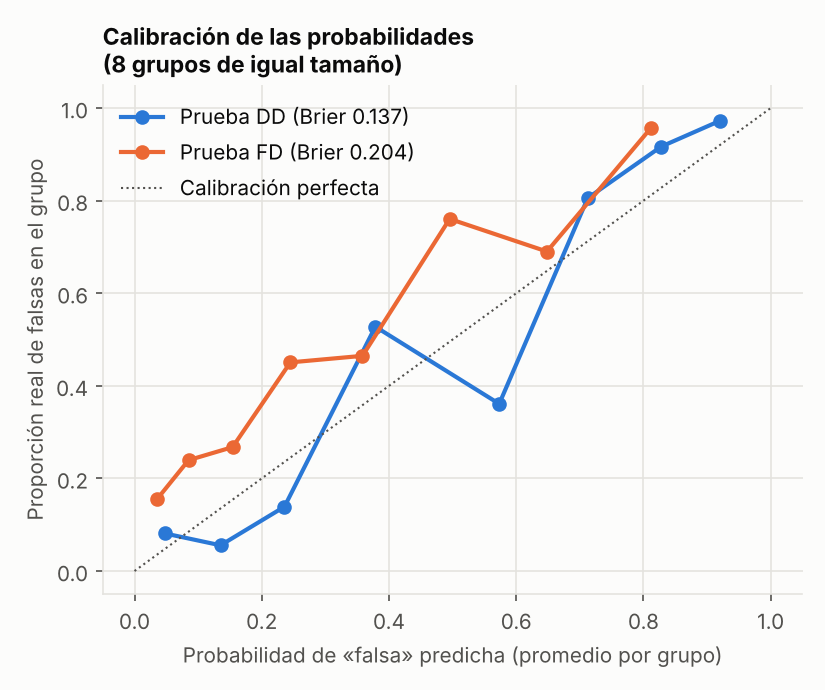 Calibración de las probabilidades
(8 grupos de igual tamaño)
Prueba DD (Brier 0.137)
Prueba FD (Brier 0.204)
Calibración perfecta
Proporción real de falsas en el grupo
1.0
0.8
0.6
0.4
0.2
0.0
0.0 0.2 0.4 0.6 0.8 1.0
Probabilidad de «falsa» predicha (promedio por grupo)